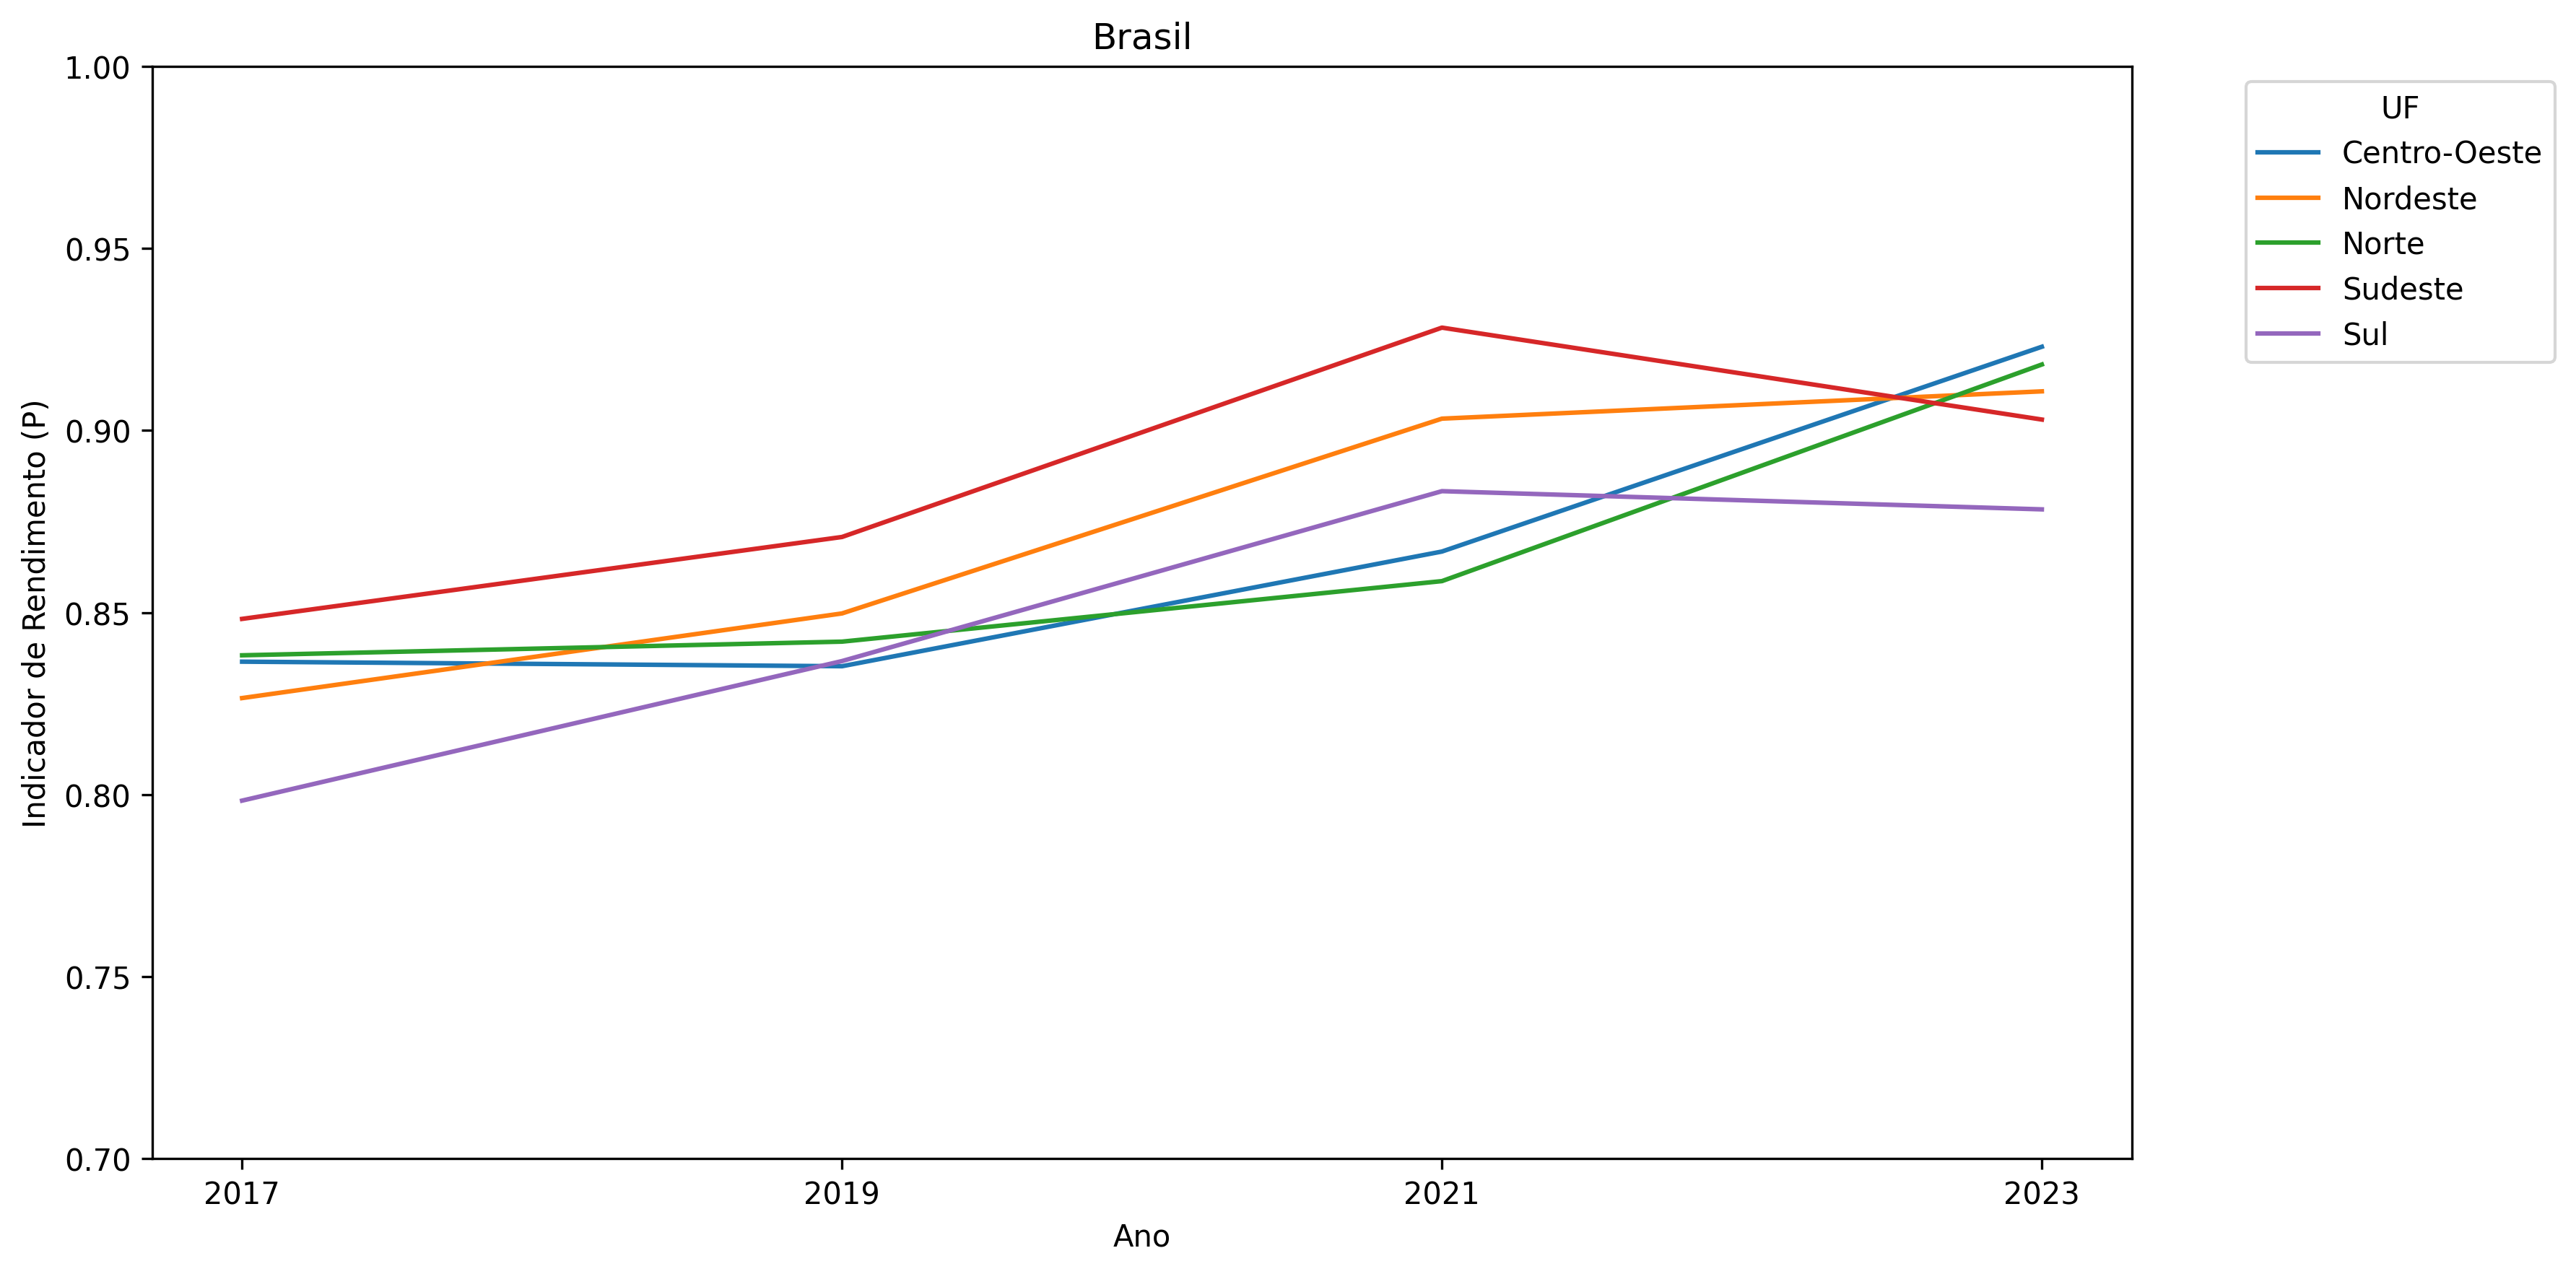 Brasil
1.00
0.95
0.90
0.85
0.80
0.75
0.70
Indicador de Rendimento (P)
2017
2019
2021
2023
Ano
UF
Centro-Oeste
Nordeste
Norte
Sudeste
Sul